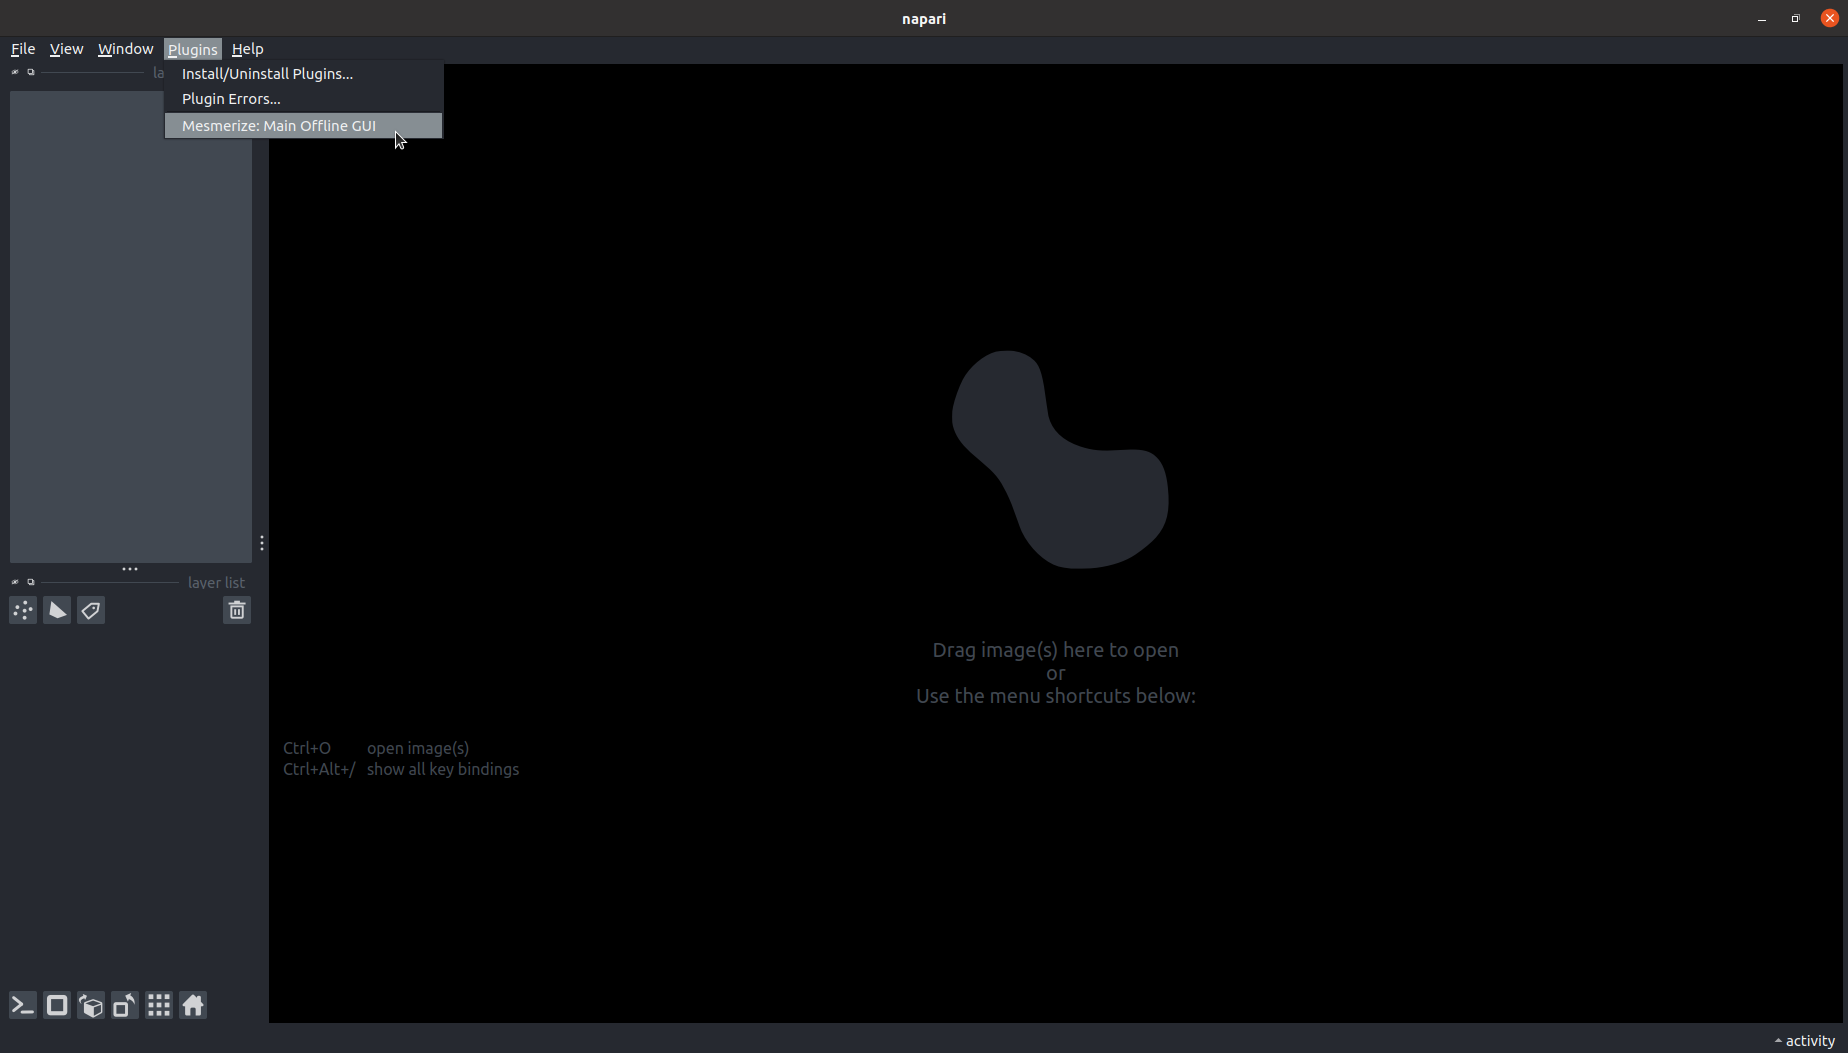 napari
File View Window Plugins Help
la
Install/Uninstall Plugins...
Plugin Errors...
Mesmerize: Main Offline GUI
layer list
Drag image(s) here to open
or
Use the menu shortcuts below:
Ctrl+O open image(s)
Ctrl+Alt+/ show all key bindings
activity